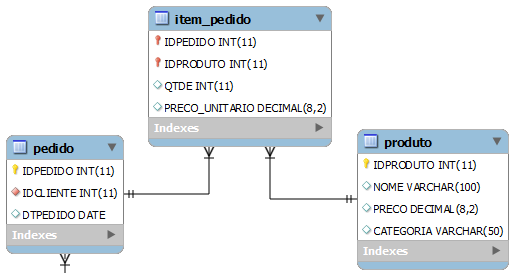 item_pedido
IDPEDIDO INT(11)
IDPRODUTO INT(11)
QTDE INT(11)
PRECO_UNITARIO DECIMAL(8,2)
Indexes
pedido
IDPEDIDO INT(11)
IDCLIENTE INT(11)
DTPEDIDO DATE
Indexes
produto
IDPRODUTO INT(11)
NOME VARCHAR(100)
PRECO DECIMAL(8,2)
CATEGORIA VARCHAR(50)
Indexes